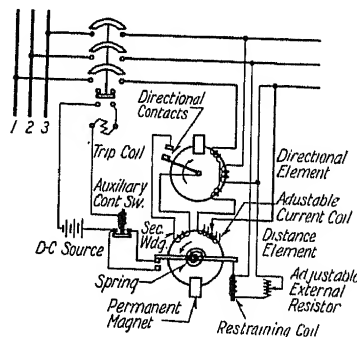 1 2 3
Directional
Contacts
Trip Coil
Directional
Element
Auxiliary
Cont Sw.
Adustable
Current Coil
Sec.
Wdg.
Distance
Element
D-C Source
Spring
Adjustable
External
Resistor
Permanent
Magnet
Restraining Coil